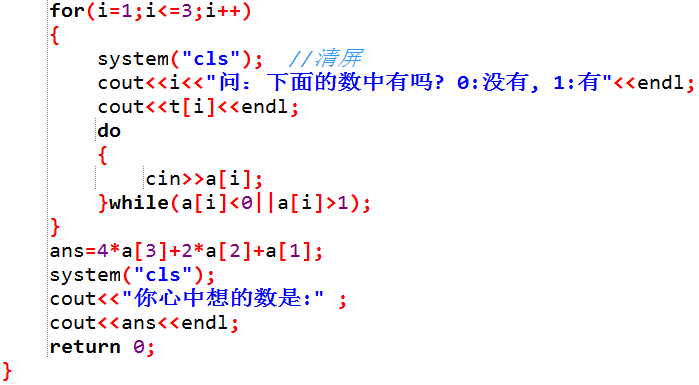 for(i=1;i<=3;i++)
{
system("cls"); //清屏
cout<<i<<"问：下面的数中有吗? 0:没有, 1:有"<<endl;
cout<<t[i]<<endl;
do
{
cin>>a[i];
}while(a[i]<0||a[i]>1);
}
ans=4*a[3]+2*a[2]+a[1];
system("cls");
cout<<"你心中想的数是:" ;
cout<<ans<<endl;
return 0;
}